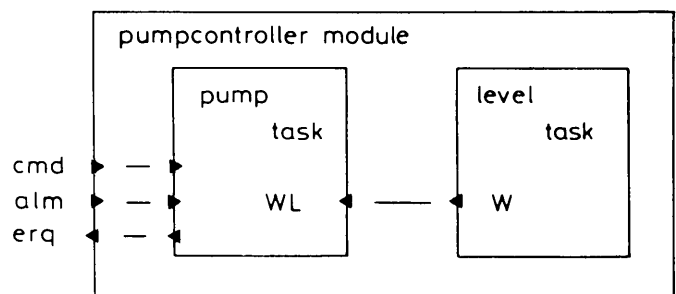 pumpcontroller module
pump
task
level
task
cmd
alm
erq
WL
W